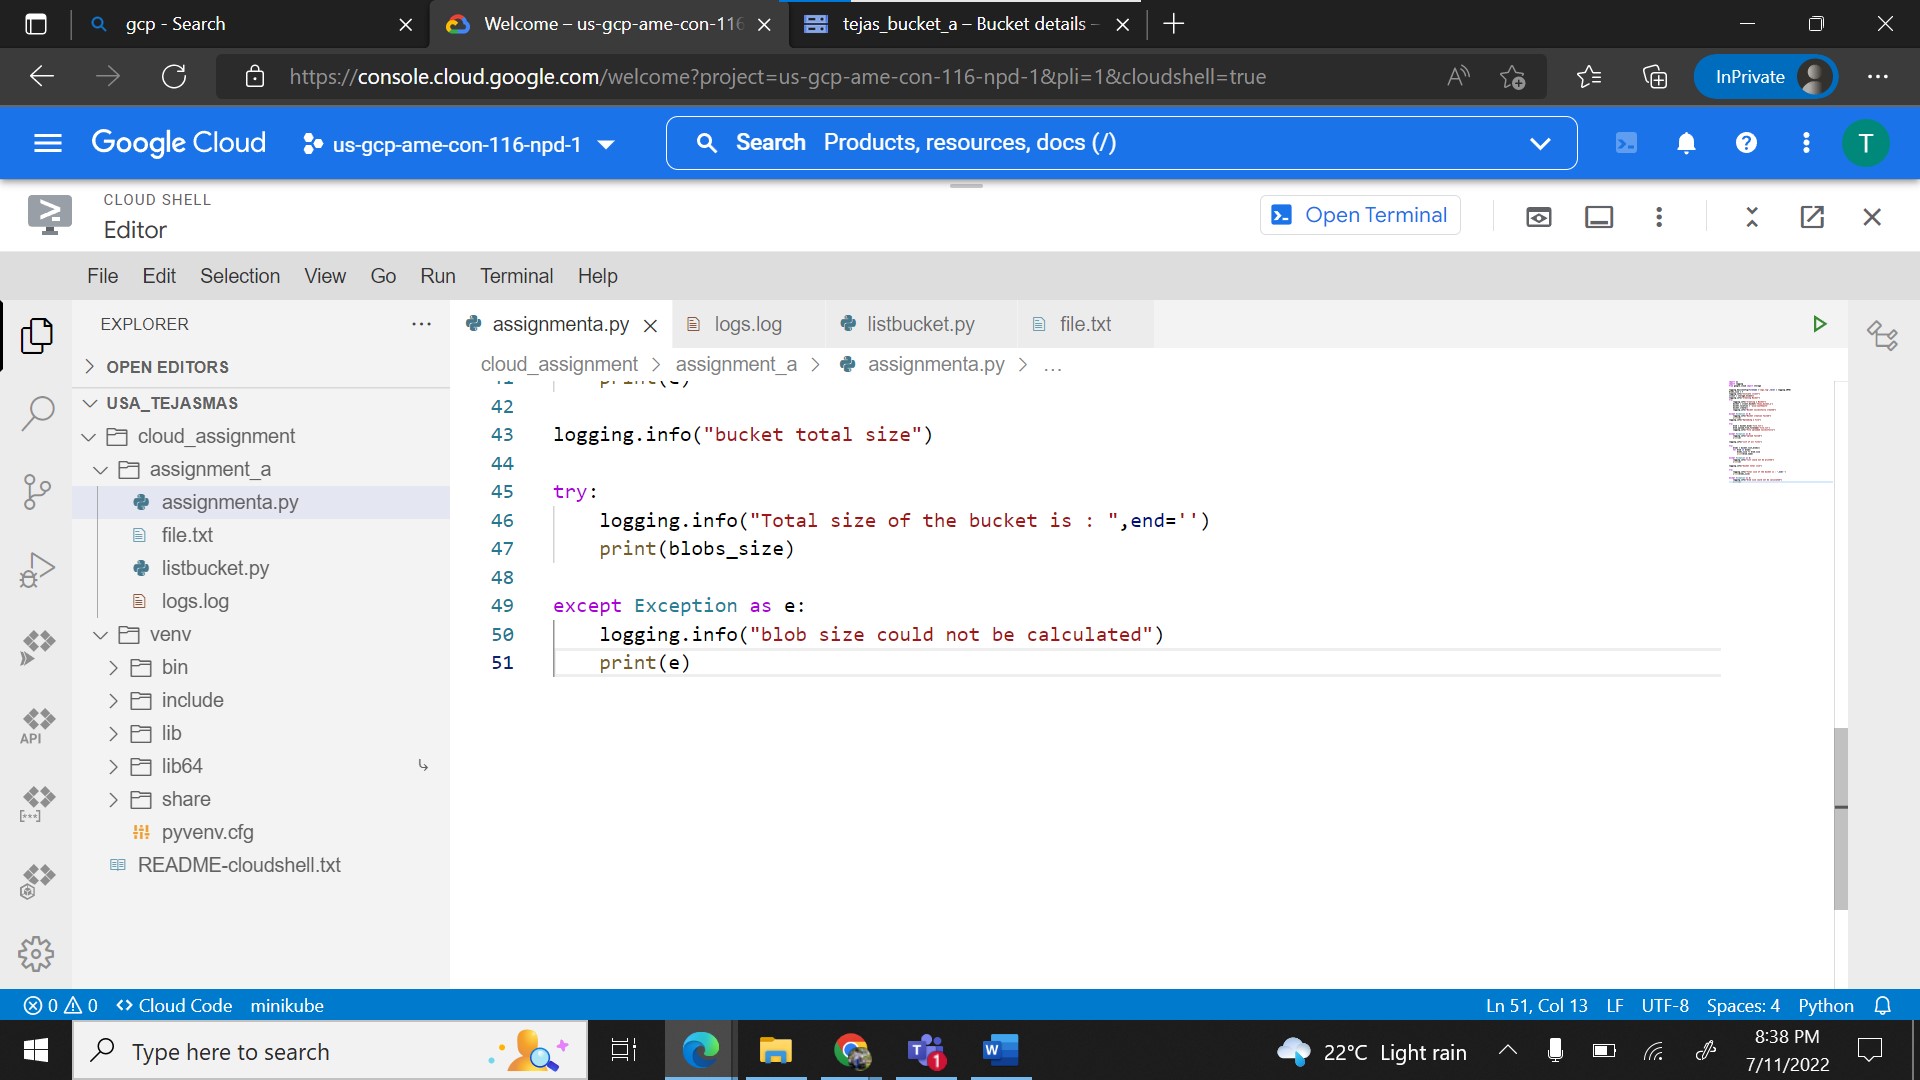 gcp - Search
Welcome – us-gcp-ame-con-116
tejas_bucket_a – Bucket details –
https://console.cloud.google.com/welcome?project=us-gcp-ame-con-116-npd-1&pli=1&cloudshell=true
InPrivate
Google Cloud
us-gcp-ame-con-116-npd-1
Search Products, resources, docs (/)
T
CLOUD SHELL
Editor
Open Terminal
File Edit Selection View Go Run Terminal Help
EXPLORER
OPEN EDITORS
USA_TEJASMAS
cloud_assignment
assignment_a
assignmenta.py
file.txt
listbucket.py
logs.log
venv
bin
include
lib
lib64
share
pyvenv.cfg
README-cloudshell.txt
API
assignmenta.py logs.log listbucket.py file.txt
cloud_assignment > assignment_a > assignmenta.py > ...
42
43 logging.info("bucket total size")
44
45 try:
46 logging.info("Total size of the bucket is : ",end='')
47 print(blobs_size)
48
49 except Exception as e:
50 logging.info("blob size could not be calculated")
51 print(e)
0 0 Cloud Code minikube
Ln 51, Col 13 LF UTF-8 Spaces: 4 Python
Type here to search
1
22°C Light rain
8:38 PM
7/11/2022